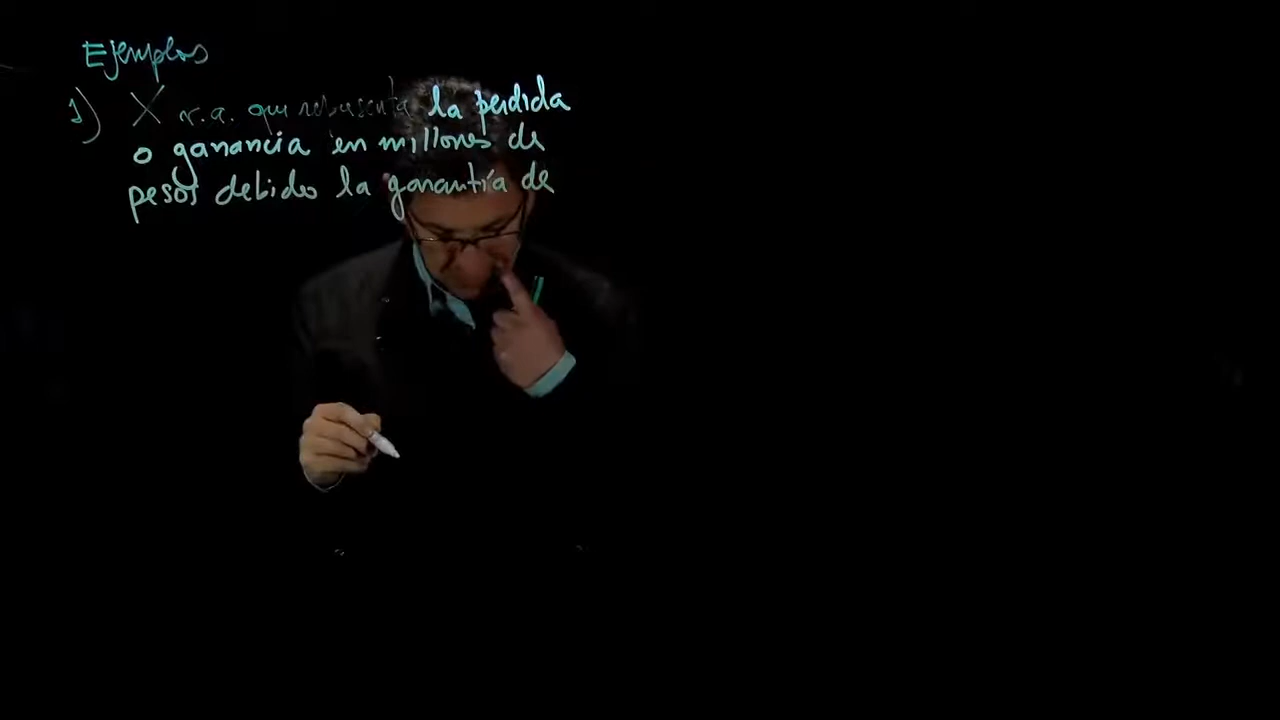 Ejemplos
1) X v.a. que representa la perdida
o ganancia en millones de
pesos debido la garantía de